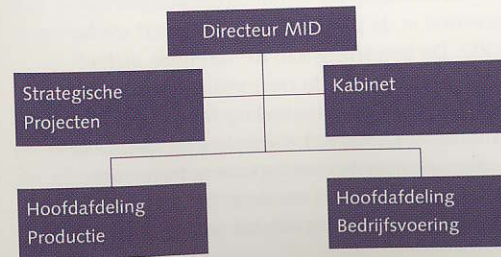 Directeur MID
Strategische
Projecten
Kabinet
Hoofdafdeling
Productie
Hoofdafdeling
Bedrijfsvoering